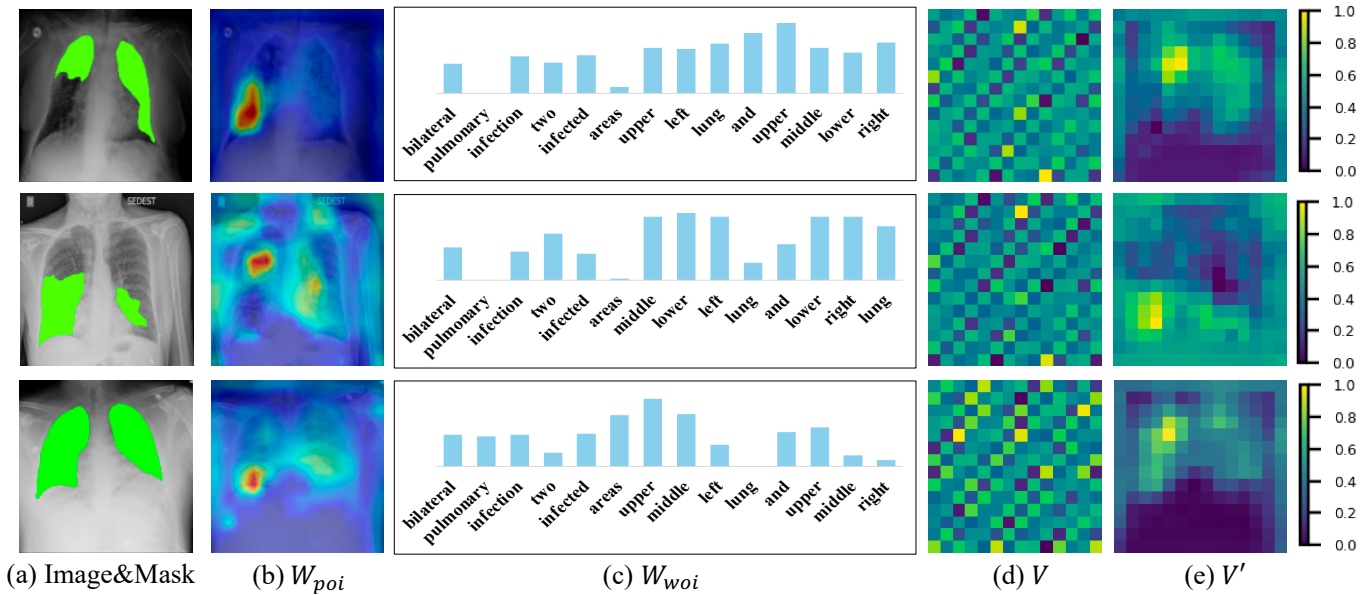 bilateral
pulmonary
infection
two
infected
areas
upper
left
lung
and
upper
middle
lower
right
1.0
0.8
0.6
0.4
0.2
0.0
SEDEST
bilateral
pulmonary
infection
two
infected
areas
middle
lower
left
lung
and
lower
right
lung
1.0
0.8
0.6
0.4
0.2
0.0
bilateral
pulmonary
infection
two
infected
areas
upper
middle
left
lung
and
upper
middle
right
1.0
0.8
0.6
0.4
0.2
0.0
(a) Image&Mask
(b) W_poi
(c) W_woi
(d) V
(e) V′